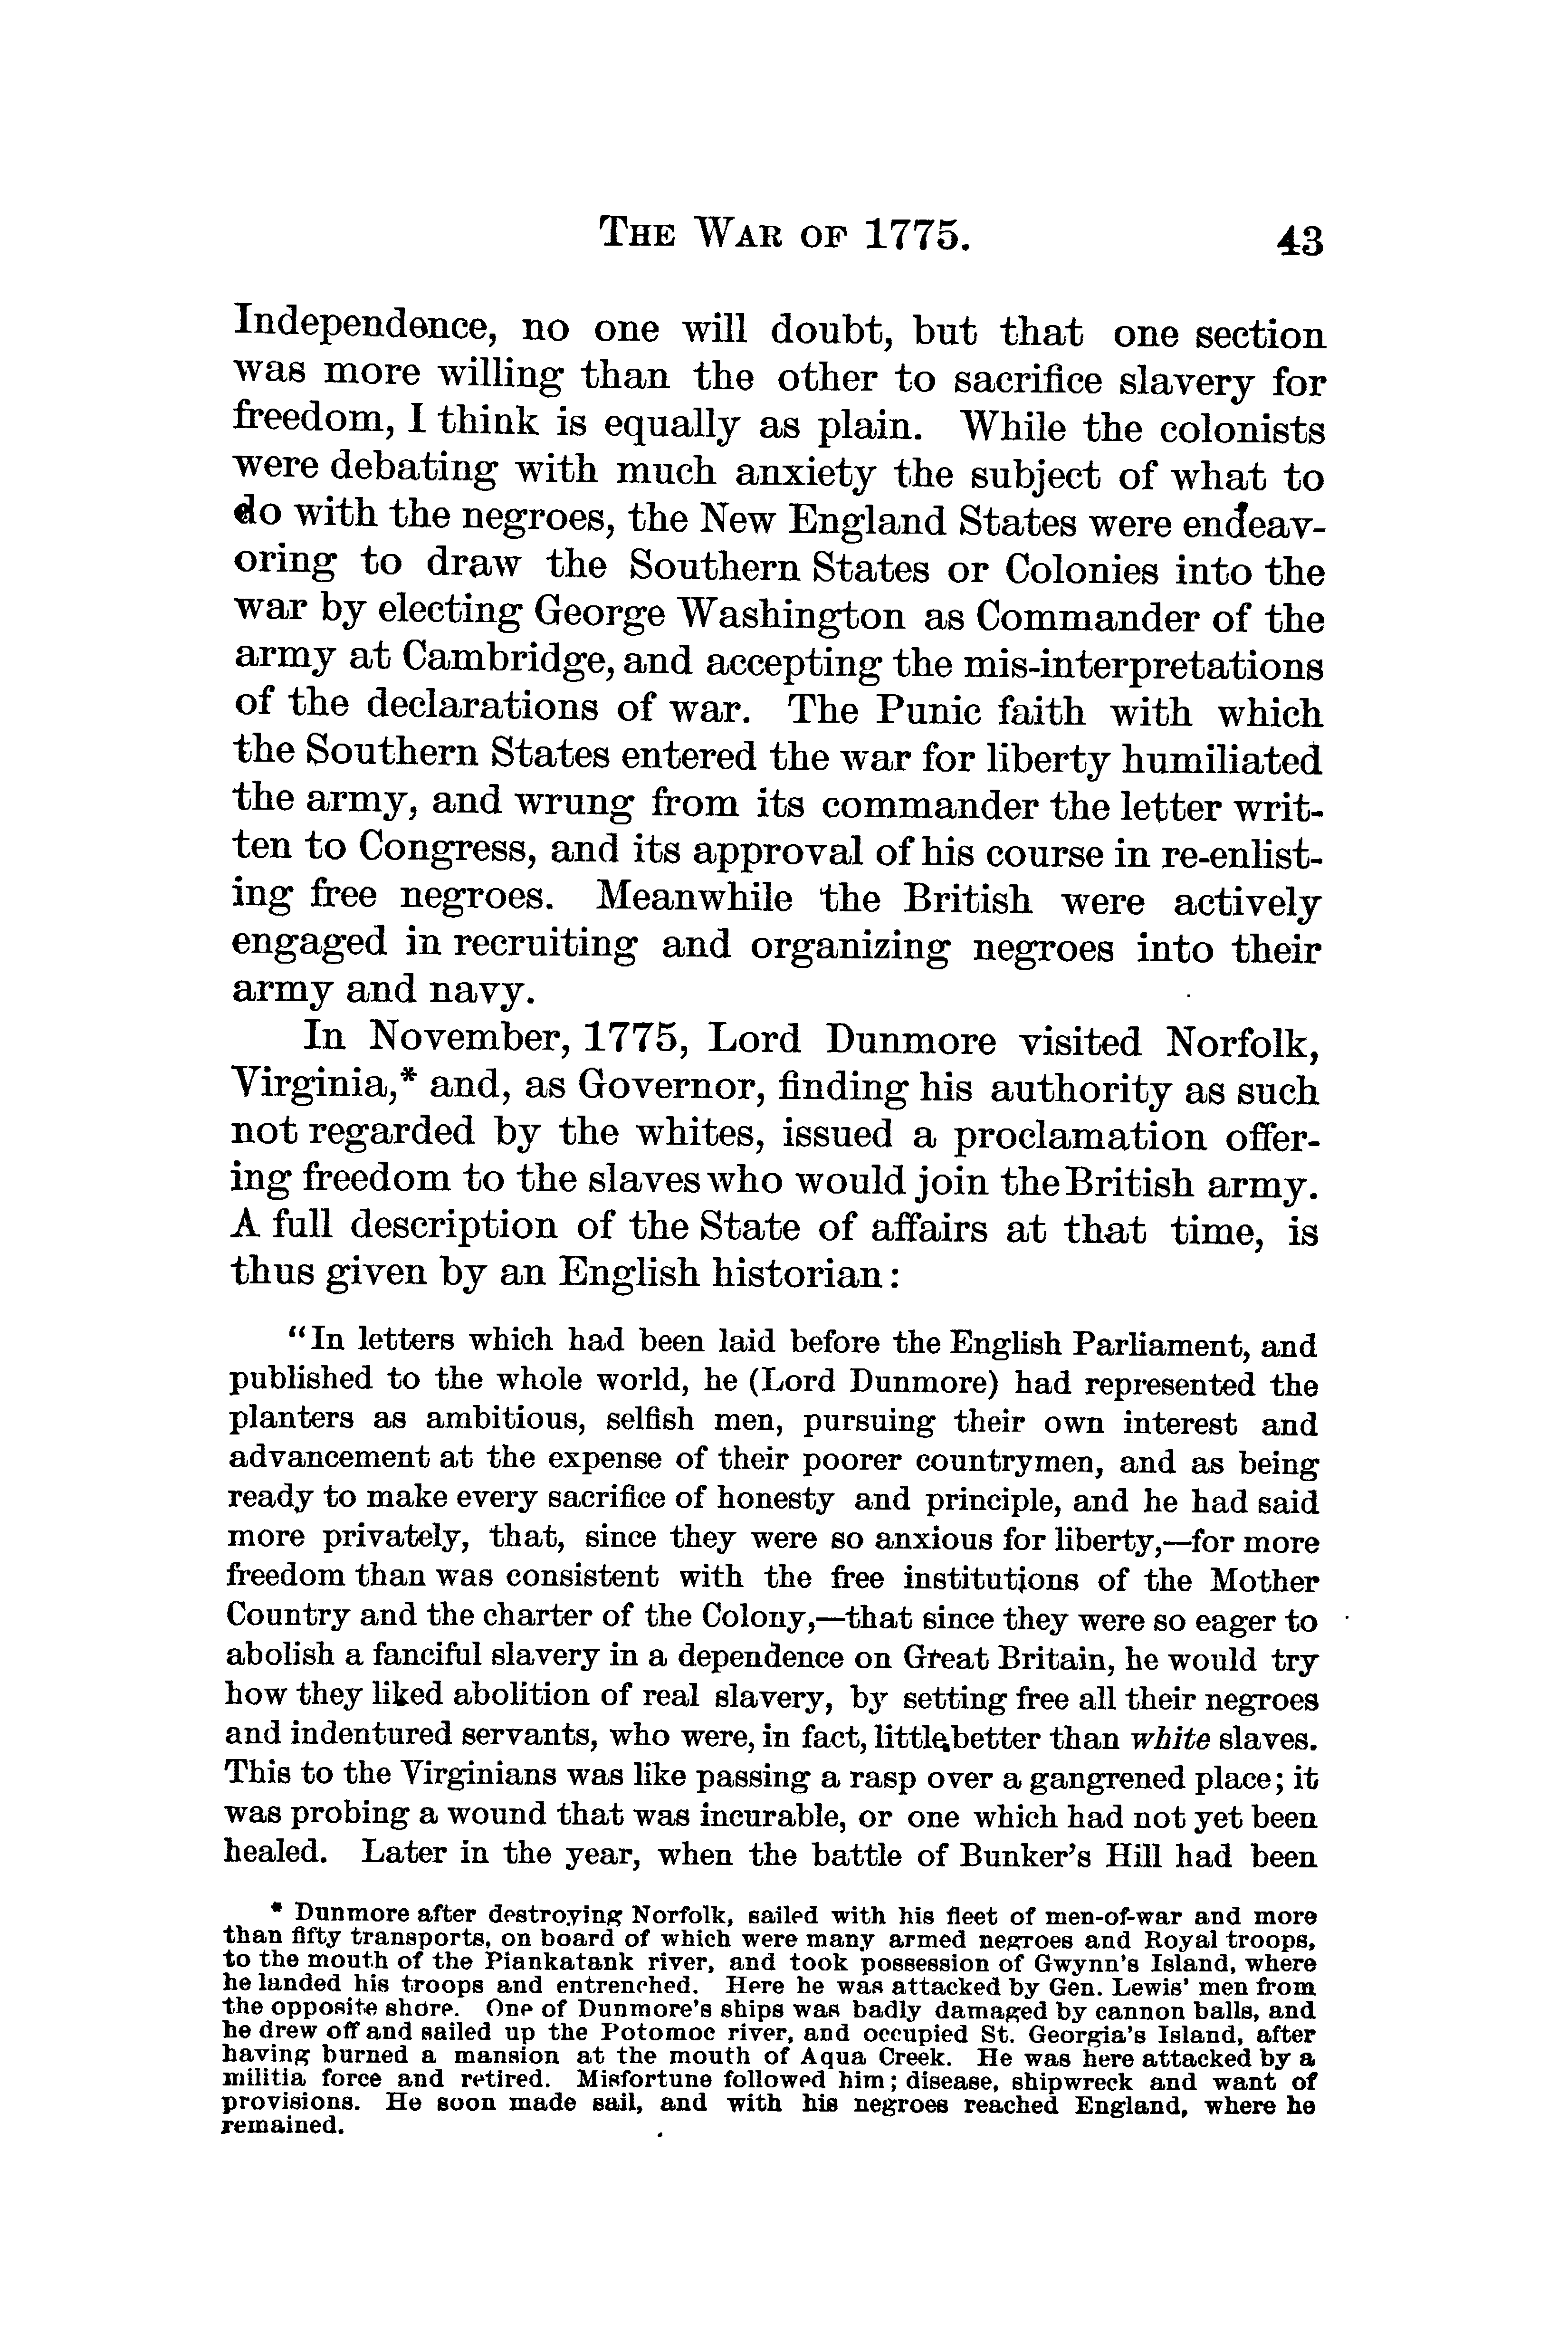 THE WAR OF 1775. 43
Independence, no one will doubt, but that one section
was more willing than the other to sacrifice slavery for
freedom, I think is equally as plain. While the colonists
were debating with much anxiety the subject of what to
do with the negroes, the New England States were endeav-
oring to draw the Southern States or Colonies into the
war by electing George Washington as Commander of the
army at Cambridge, and accepting the mis-interpretations
of the declarations of war. The Punic faith with which
the Southern States entered the war for liberty humiliated
the army, and wrung from its commander the letter writ-
ten to Congress, and its approval of his course in re-enlist-
ing free negroes. Meanwhile the British were actively
engaged in recruiting and organizing negroes into their
army and navy.
In November, 1775, Lord Dunmore visited Norfolk,
Virginia,* and, as Governor, finding his authority as such
not regarded by the whites, issued a proclamation offer-
ing freedom to the slaves who would join the British army.
A full description of the State of affairs at that time, is
thus given by an English historian:
“In letters which had been laid before the English Parliament, and
published to the whole world, he (Lord Dunmore) had represented the
planters as ambitious, selfish men, pursuing their own interest and
advancement at the expense of their poorer countrymen, and as being
ready to make every sacrifice of honesty and principle, and he had said
more privately, that, since they were so anxious for liberty,—for more
freedom than was consistent with the free institutions of the Mother
Country and the charter of the Colony,—that since they were so eager to
abolish a fanciful slavery in a dependence on Great Britain, he would try
how they liked abolition of real slavery, by setting free all their negroes
and indentured servants, who were, in fact, little better than white slaves.
This to the Virginians was like passing a rasp over a gangrened place; it
was probing a wound that was incurable, or one which had not yet been
healed. Later in the year, when the battle of Bunker’s Hill had been
* Dunmore after destroying Norfolk, sailed with his fleet of men-of-war and more
than fifty transports, on board of which were many armed negroes and Royal troops,
to the mouth of the Piankatank river, and took possession of Gwynn’s Island, where
he landed his troops and entrenched. Here he was attacked by Gen. Lewis’ men from
the opposite shore. One of Dunmore’s ships was badly damaged by cannon balls, and
he drew off and sailed up the Potomoc river, and occupied St. Georgia’s Island, after
having burned a mansion at the mouth of Aqua Creek. He was here attacked by a
militia force and retired. Misfortune followed him; disease, shipwreck and want of
provisions. He soon made sail, and with his negroes reached England, where he
remained.